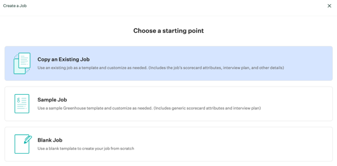 Create a Job
Choose a starting point
Copy an Existing Job
Use an existing job as a template and customize as needed. (Includes the job's scorecard attributes, interview plan, and other details)
Sample Job
Use a sample Greenhouse template and customize as needed. (Includes generic scorecard attributes and interview plan)
Blank Job
Use a blank template to create your job from scratch